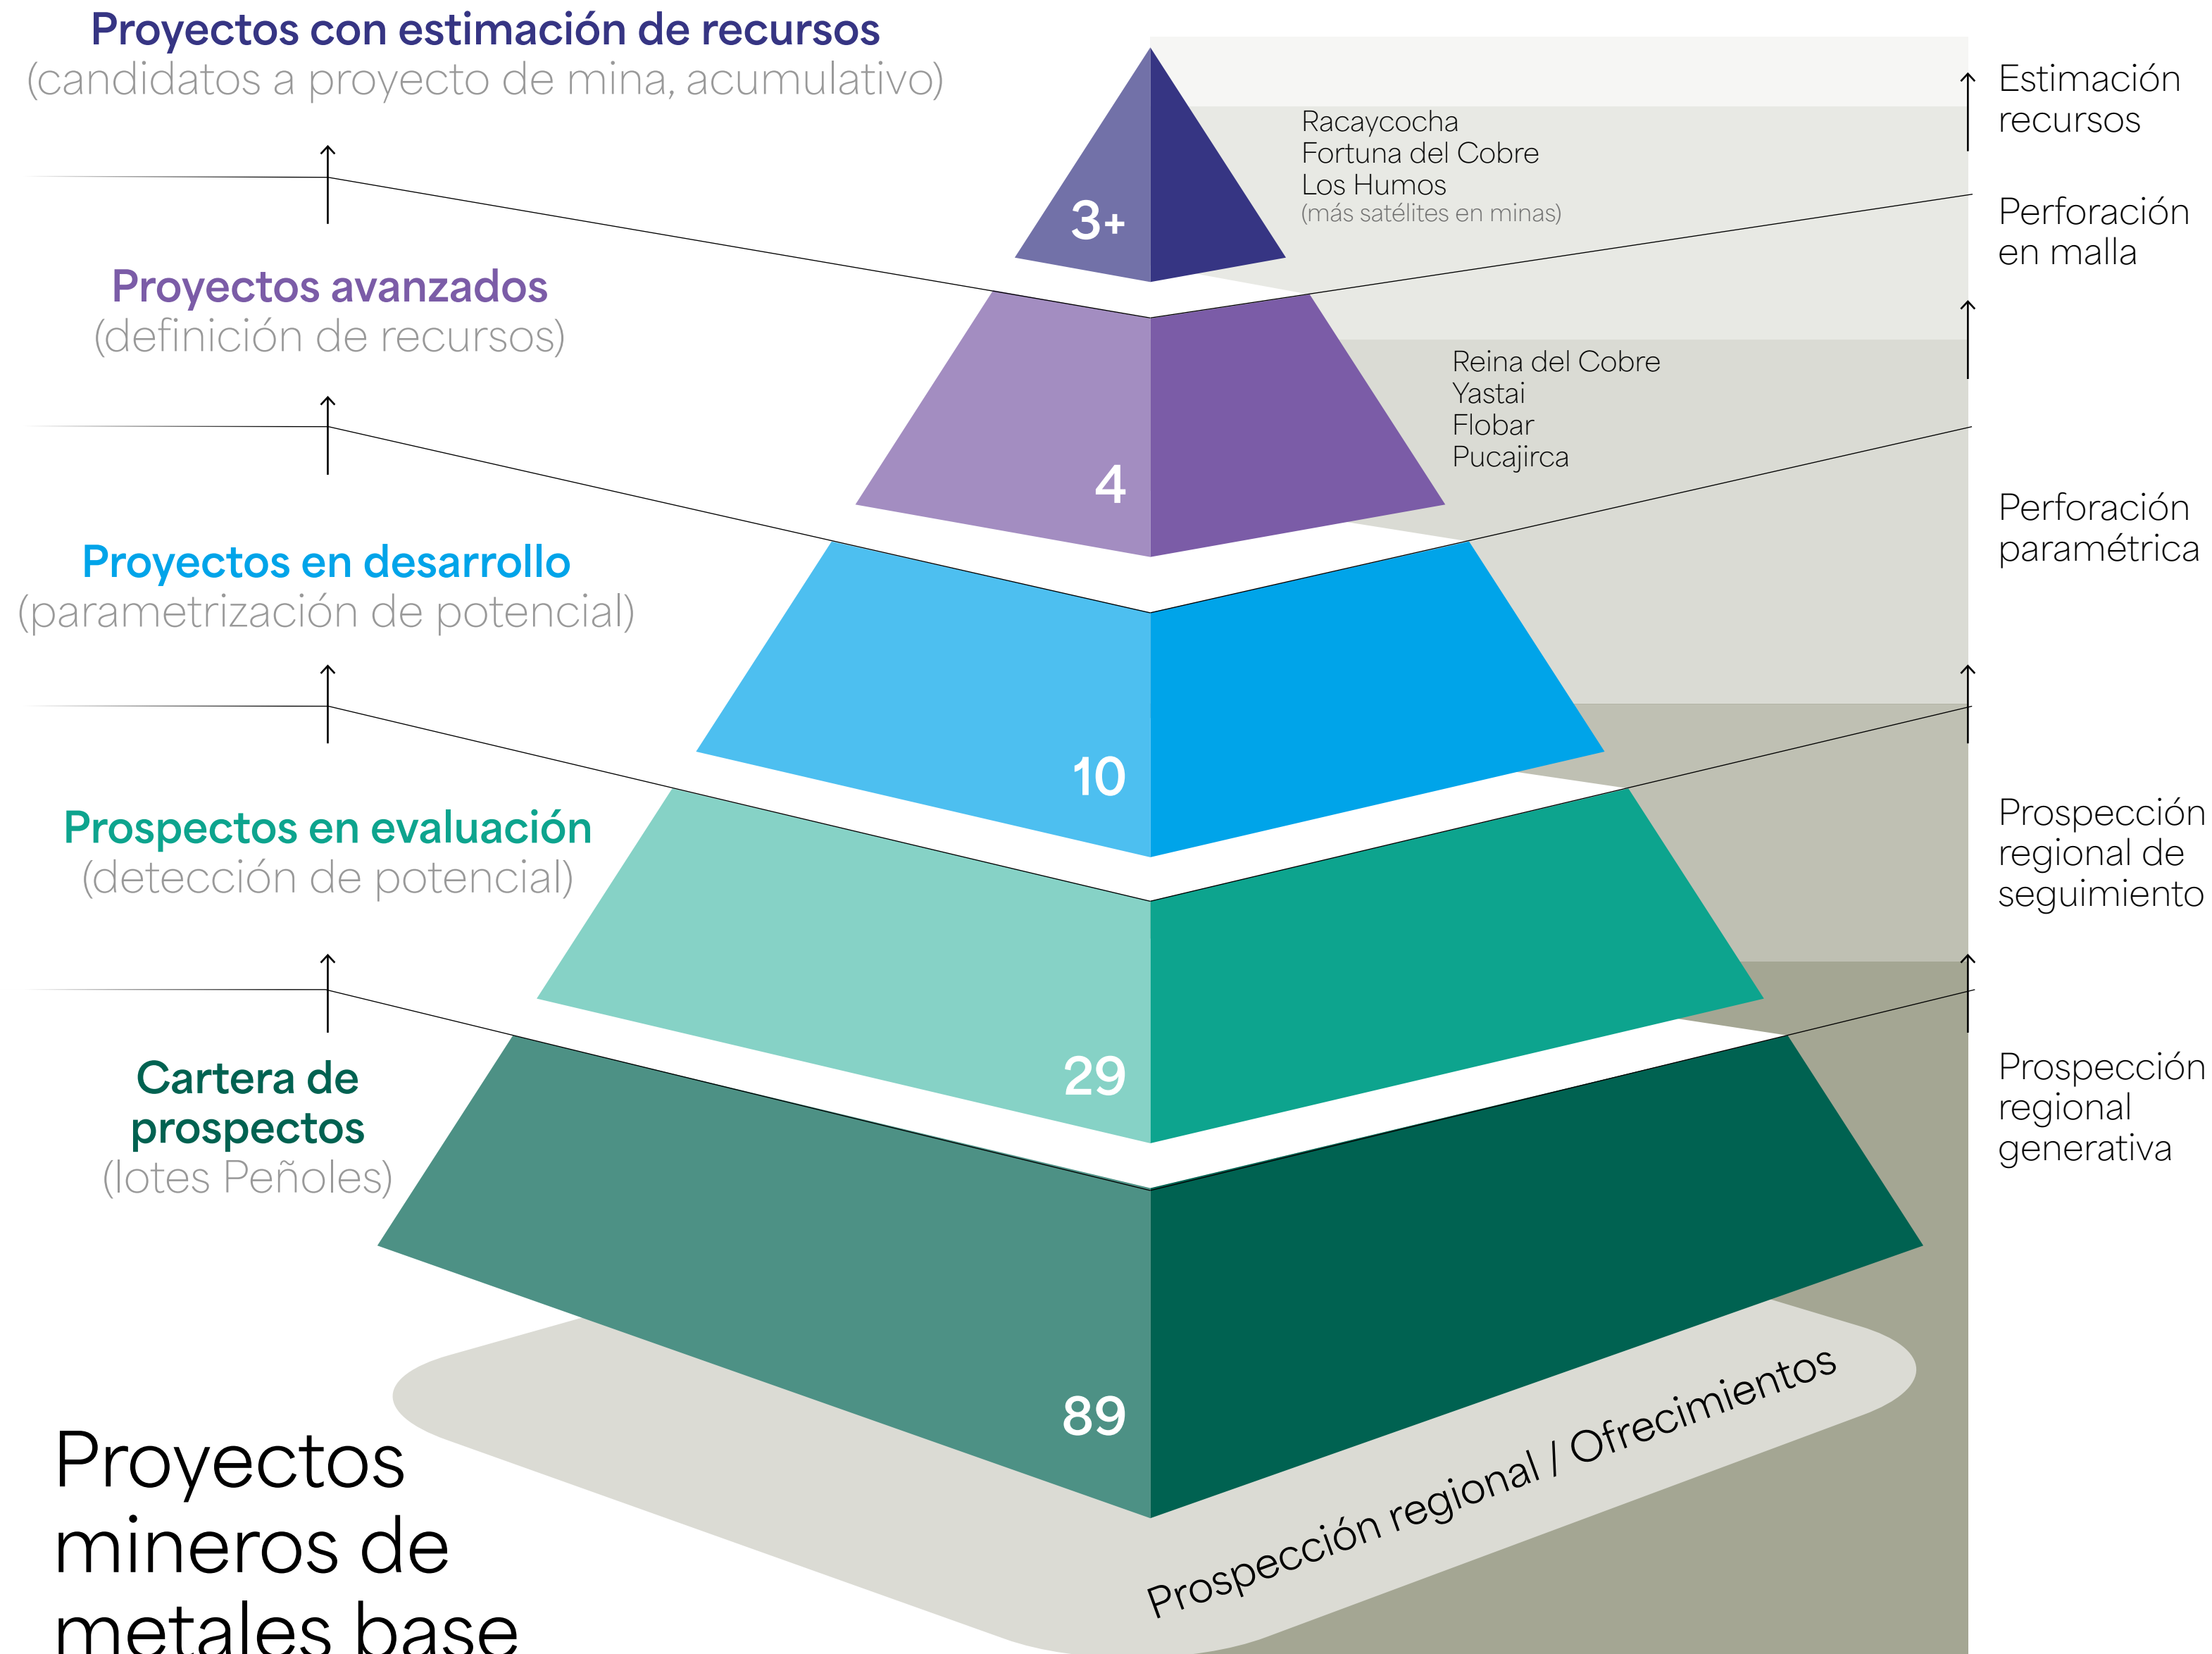 Proyectos con estimación de recursos
(candidatos a proyecto de mina, acumulativo)
Proyectos avanzados
(definición de recursos)
Proyectos en desarrollo
(parametrización de potencial)
Prospectos en evaluación
(detección de potencial)
Cartera de
prospectos
(lotes Peñoles)
3+
4
10
29
89
Racaycocha
Fortuna del Cobre
Los Humos
(más satélites en minas)
Reina del Cobre
Yastai
Flobar
Pucajirca
Estimación
recursos
Perforación
en malla
Perforación
paramétrica
Prospección
regional de
seguimiento
Prospección
regional
generativa
Prospección regional / Ofrecimientos
Proyectos
mineros de
metales base